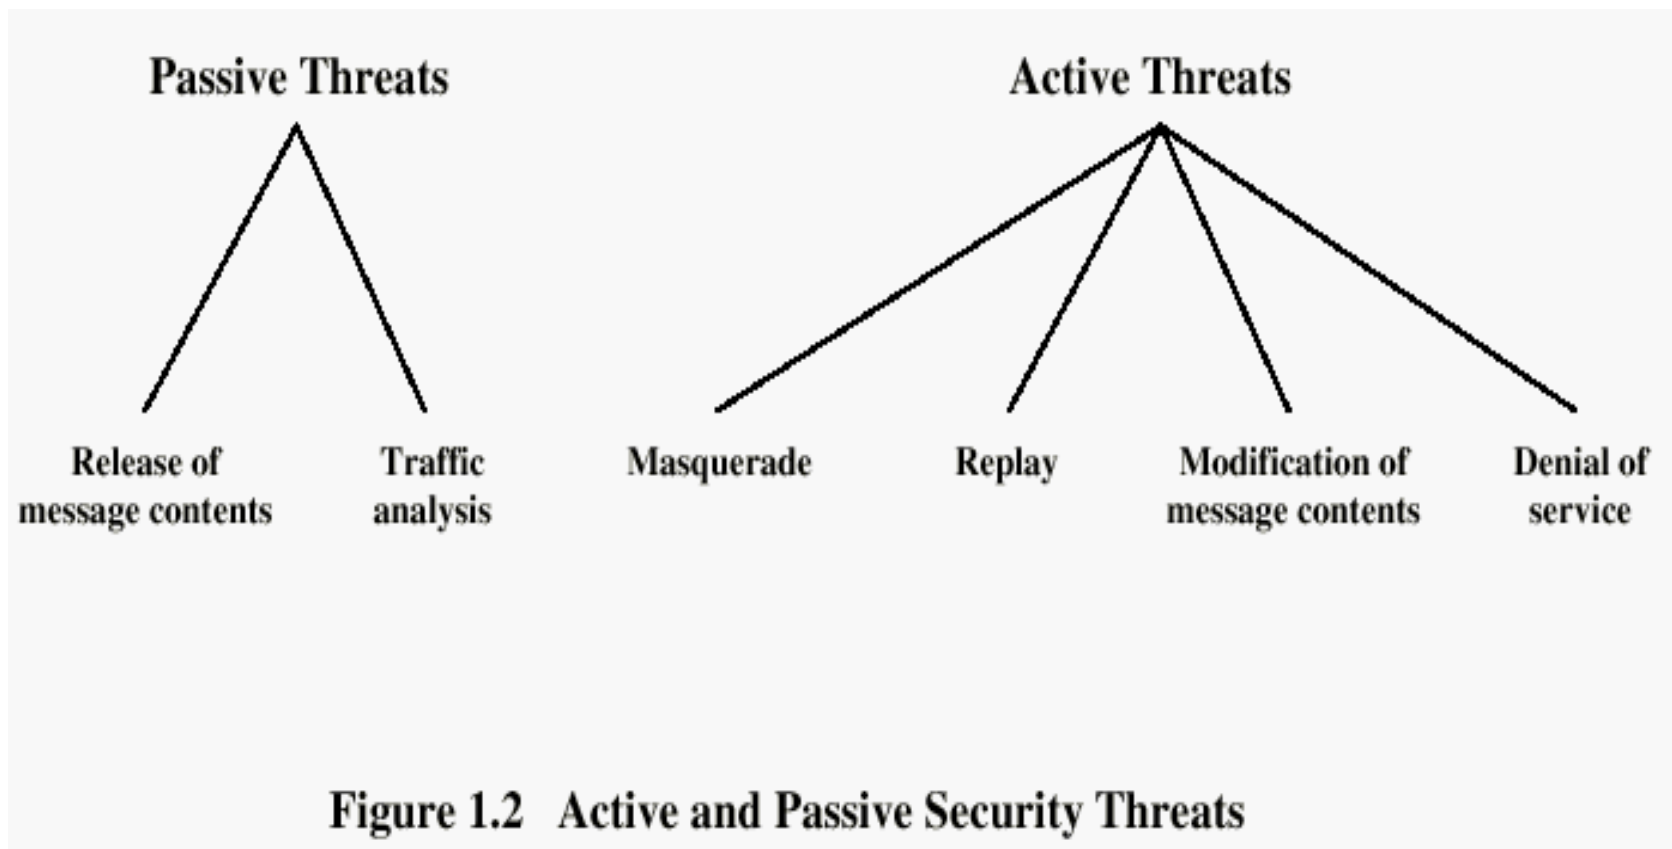 Passive Threats
Active Threats
Release of
message contents
Traffic
analysis
Masquerade
Replay
Modification of
message contents
Denial of
service
Figure 1.2 Active and Passive Security Threats